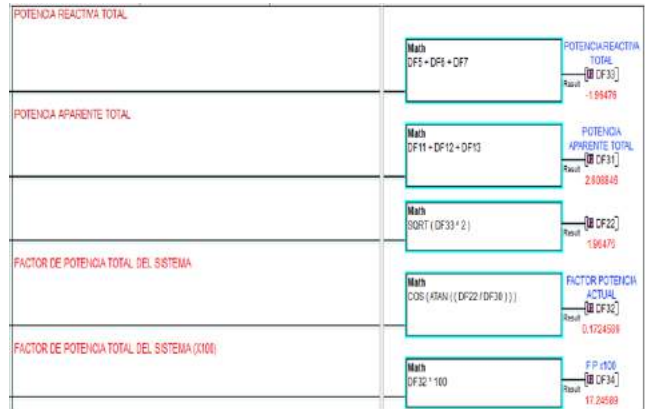 POTENCIA REACTIVA TOTAL
Math
DF5 + DF6 + DF7
POTENCIA REACTIVA
TOTAL
DF33
Result
-1.96476
POTENCIA APARENTE TOTAL
Math
DF11 + DF12 + DF13
POTENCIA
APARENTE TOTAL
DF31
Result
Math
SQRT ( DF33 ^ 2 )
DF22
Result
1.96476
FACTOR DE POTENCIA TOTAL DEL SISTEMA
Math
COS (ATAN ( ( DF22 / DF30 ) ) )
FACTOR POTENCIA
ACTUAL
DF32
Result
0.1724589
FACTOR DE POTENCIA TOTAL DEL SISTEMA (X100)
Math
DF32 * 100
F.P x100
DF34
Result
17.24589